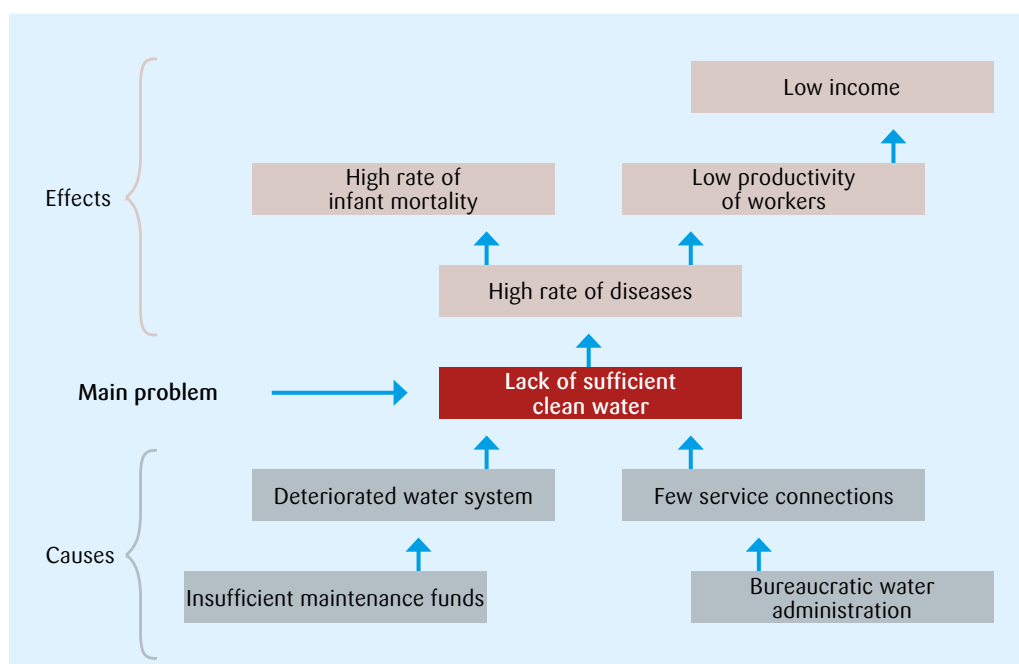 Low income
High rate of
infant mortality
Low productivity
of workers
Effects
High rate of diseases
Main problem
Lack of sufficient
clean water
Deteriorated water system
Few service connections
Causes
Insufficient maintenance funds
Bureaucratic water
administration